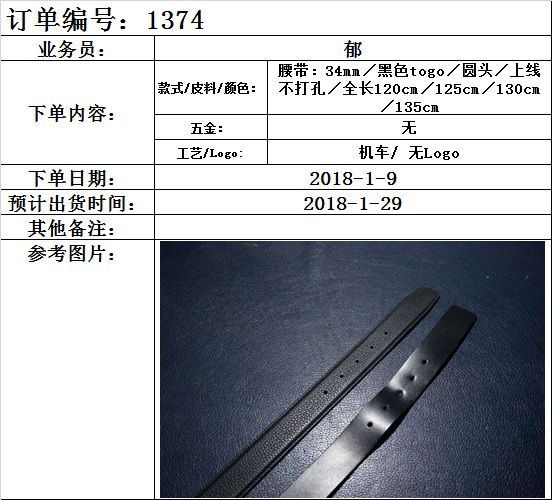 订单编号：1374
业务员：
郁
下单内容：
款式/皮料/颜色：
腰带：34mm／黑色togo／圆头／上线
不打孔／全长120cm／125cm／130cm
／135cm
五金：
无
工艺/Logo:
机车/ 无Logo
下单日期：
2018-1-9
预计出货时间：
2018-1-29
其他备注：
参考图片：